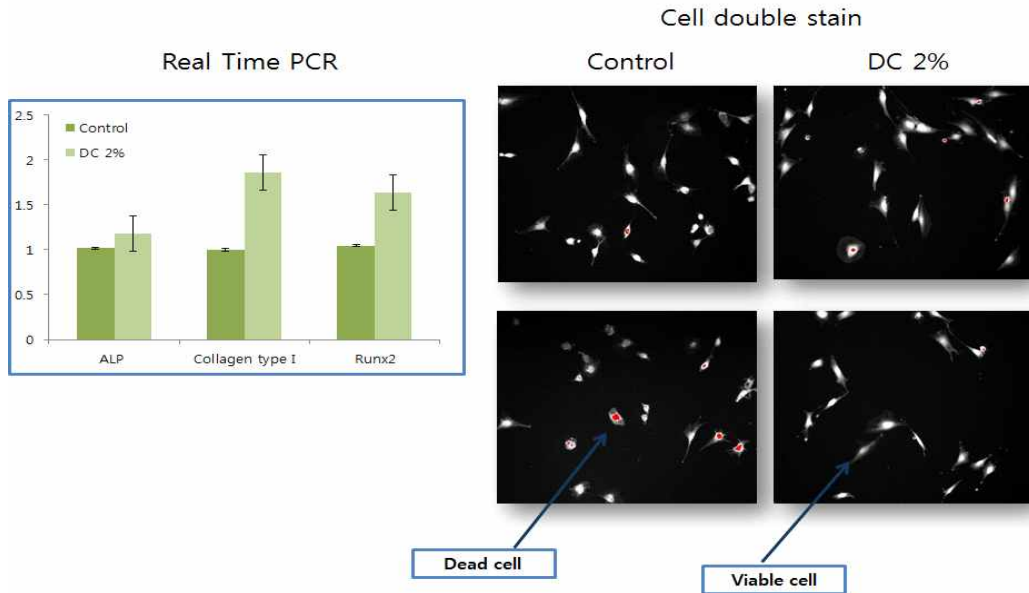 Cell double stain
Real Time PCR
Control
DC 2%
2.5
2
1.5
1
0.5
0
Control
DC 2%
ALP
Collagen type I
Runx2
Dead cell
Viable cell